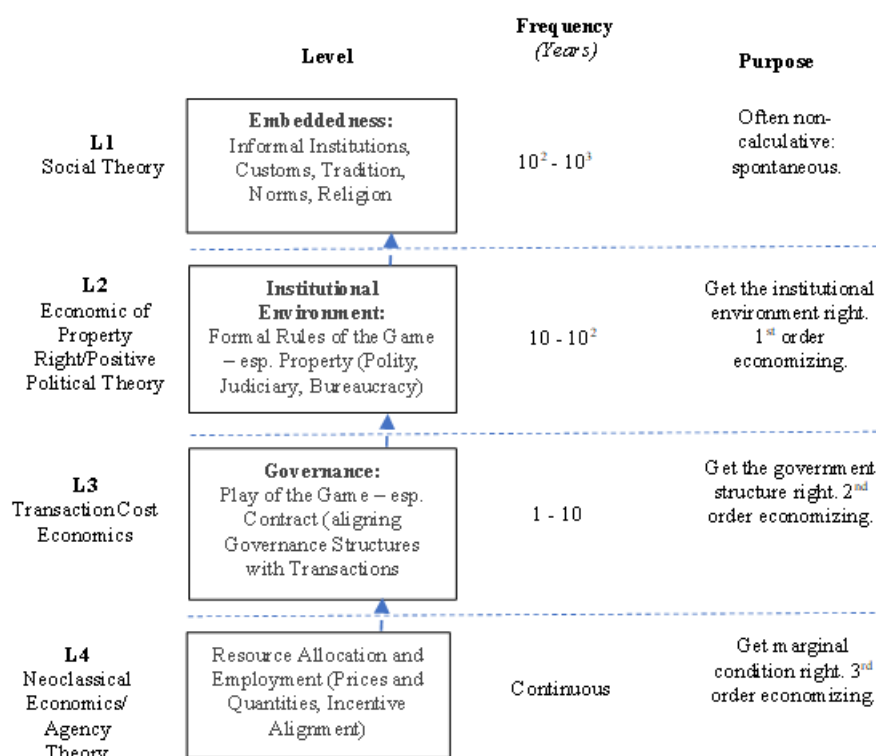 Level
Frequency
(Years)
Purpose
L1
Social Theory
Embeddedness:
Informal Institutions,
Customs, Tradition,
Norms, Religion
10² - 10³
Often non-
calculative:
spontaneous.
L2
Economic of
Property
Right/Positive
Political Theory
Institutional
Environment:
Formal Rules of the Game
– esp. Property (Polity,
Judiciary, Bureaucracy)
10 - 10²
Get the institutional
environment right.
1st order
economizing.
L3
Transaction Cost
Economics
Governance:
Play of the Game – esp.
Contract (aligning
Governance Structures
with Transactions
1 - 10
Get the government
structure right. 2nd
order economizing.
L4
Neoclassical
Economics/
Agency
Theory
Resource Allocation and
Employment (Prices and
Quantities, Incentive
Alignment)
Continuous
Get marginal
condition right. 3rd
order economizing.